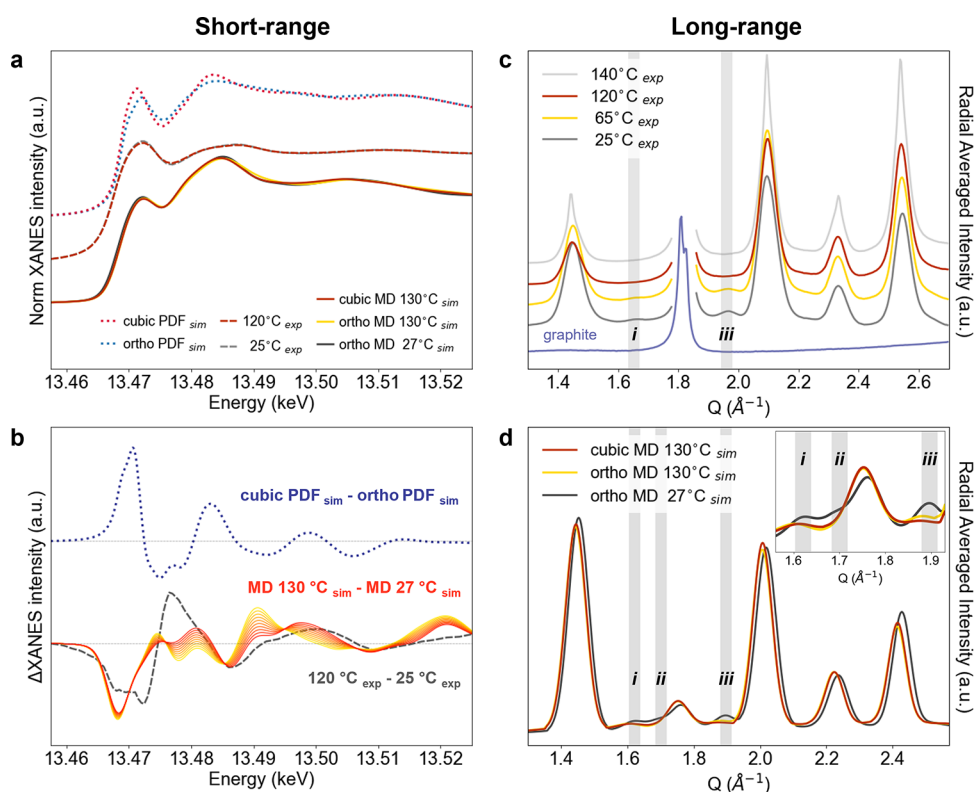 Short-range
Long-range
a
Norm XANES intensity (a.u.)
cubic PDF sim
ortho PDF sim
120°C exp
25°C exp
cubic MD 130°C sim
ortho MD 130°C sim
ortho MD 27°C sim
13.46 13.47 13.48 13.49 13.50 13.51 13.52
Energy (keV)
b
ΔXANES intensity (a.u.)
cubic PDF sim - ortho PDF sim
MD 130 °C sim - MD 27 °C sim
120 °C exp - 25 °C exp
13.46 13.47 13.48 13.49 13.50 13.51 13.52
Energy (keV)
c
140°C exp
120°C exp
65°C exp
25°C exp
graphite
i
iii
1.4 1.6 1.8 2.0 2.2 2.4 2.6
Q (Å⁻¹)
Radial Averaged Intensity (a.u.)
d
cubic MD 130°C sim
ortho MD 130°C sim
ortho MD 27°C sim
i
ii
iii
1.6 1.7 1.8 1.9
Q (Å⁻¹)
i
ii
iii
1.4 1.6 1.8 2.0 2.2 2.4
Q (Å⁻¹)
Radial Averaged Intensity (a.u.)